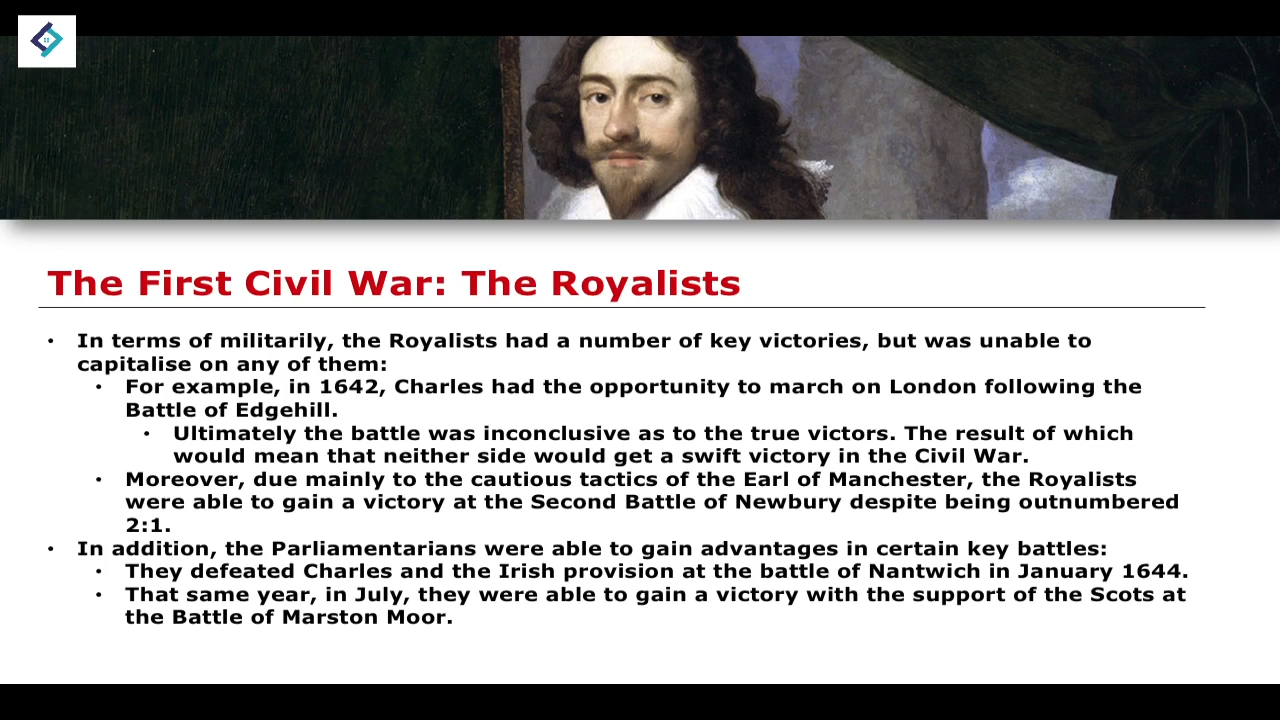 The First Civil War: The Royalists
• In terms of militarily, the Royalists had a number of key victories, but was unable to
capitalise on any of them:
• For example, in 1642, Charles had the opportunity to march on London following the
Battle of Edgehill.
• Ultimately the battle was inconclusive as to the true victors. The result of which
would mean that neither side would get a swift victory in the Civil War.
• Moreover, due mainly to the cautious tactics of the Earl of Manchester, the Royalists
were able to gain a victory at the Second Battle of Newbury despite being outnumbered
2:1.
• In addition, the Parliamentarians were able to gain advantages in certain key battles:
• They defeated Charles and the Irish provision at the battle of Nantwich in January 1644.
• That same year, in July, they were able to gain a victory with the support of the Scots at
the Battle of Marston Moor.